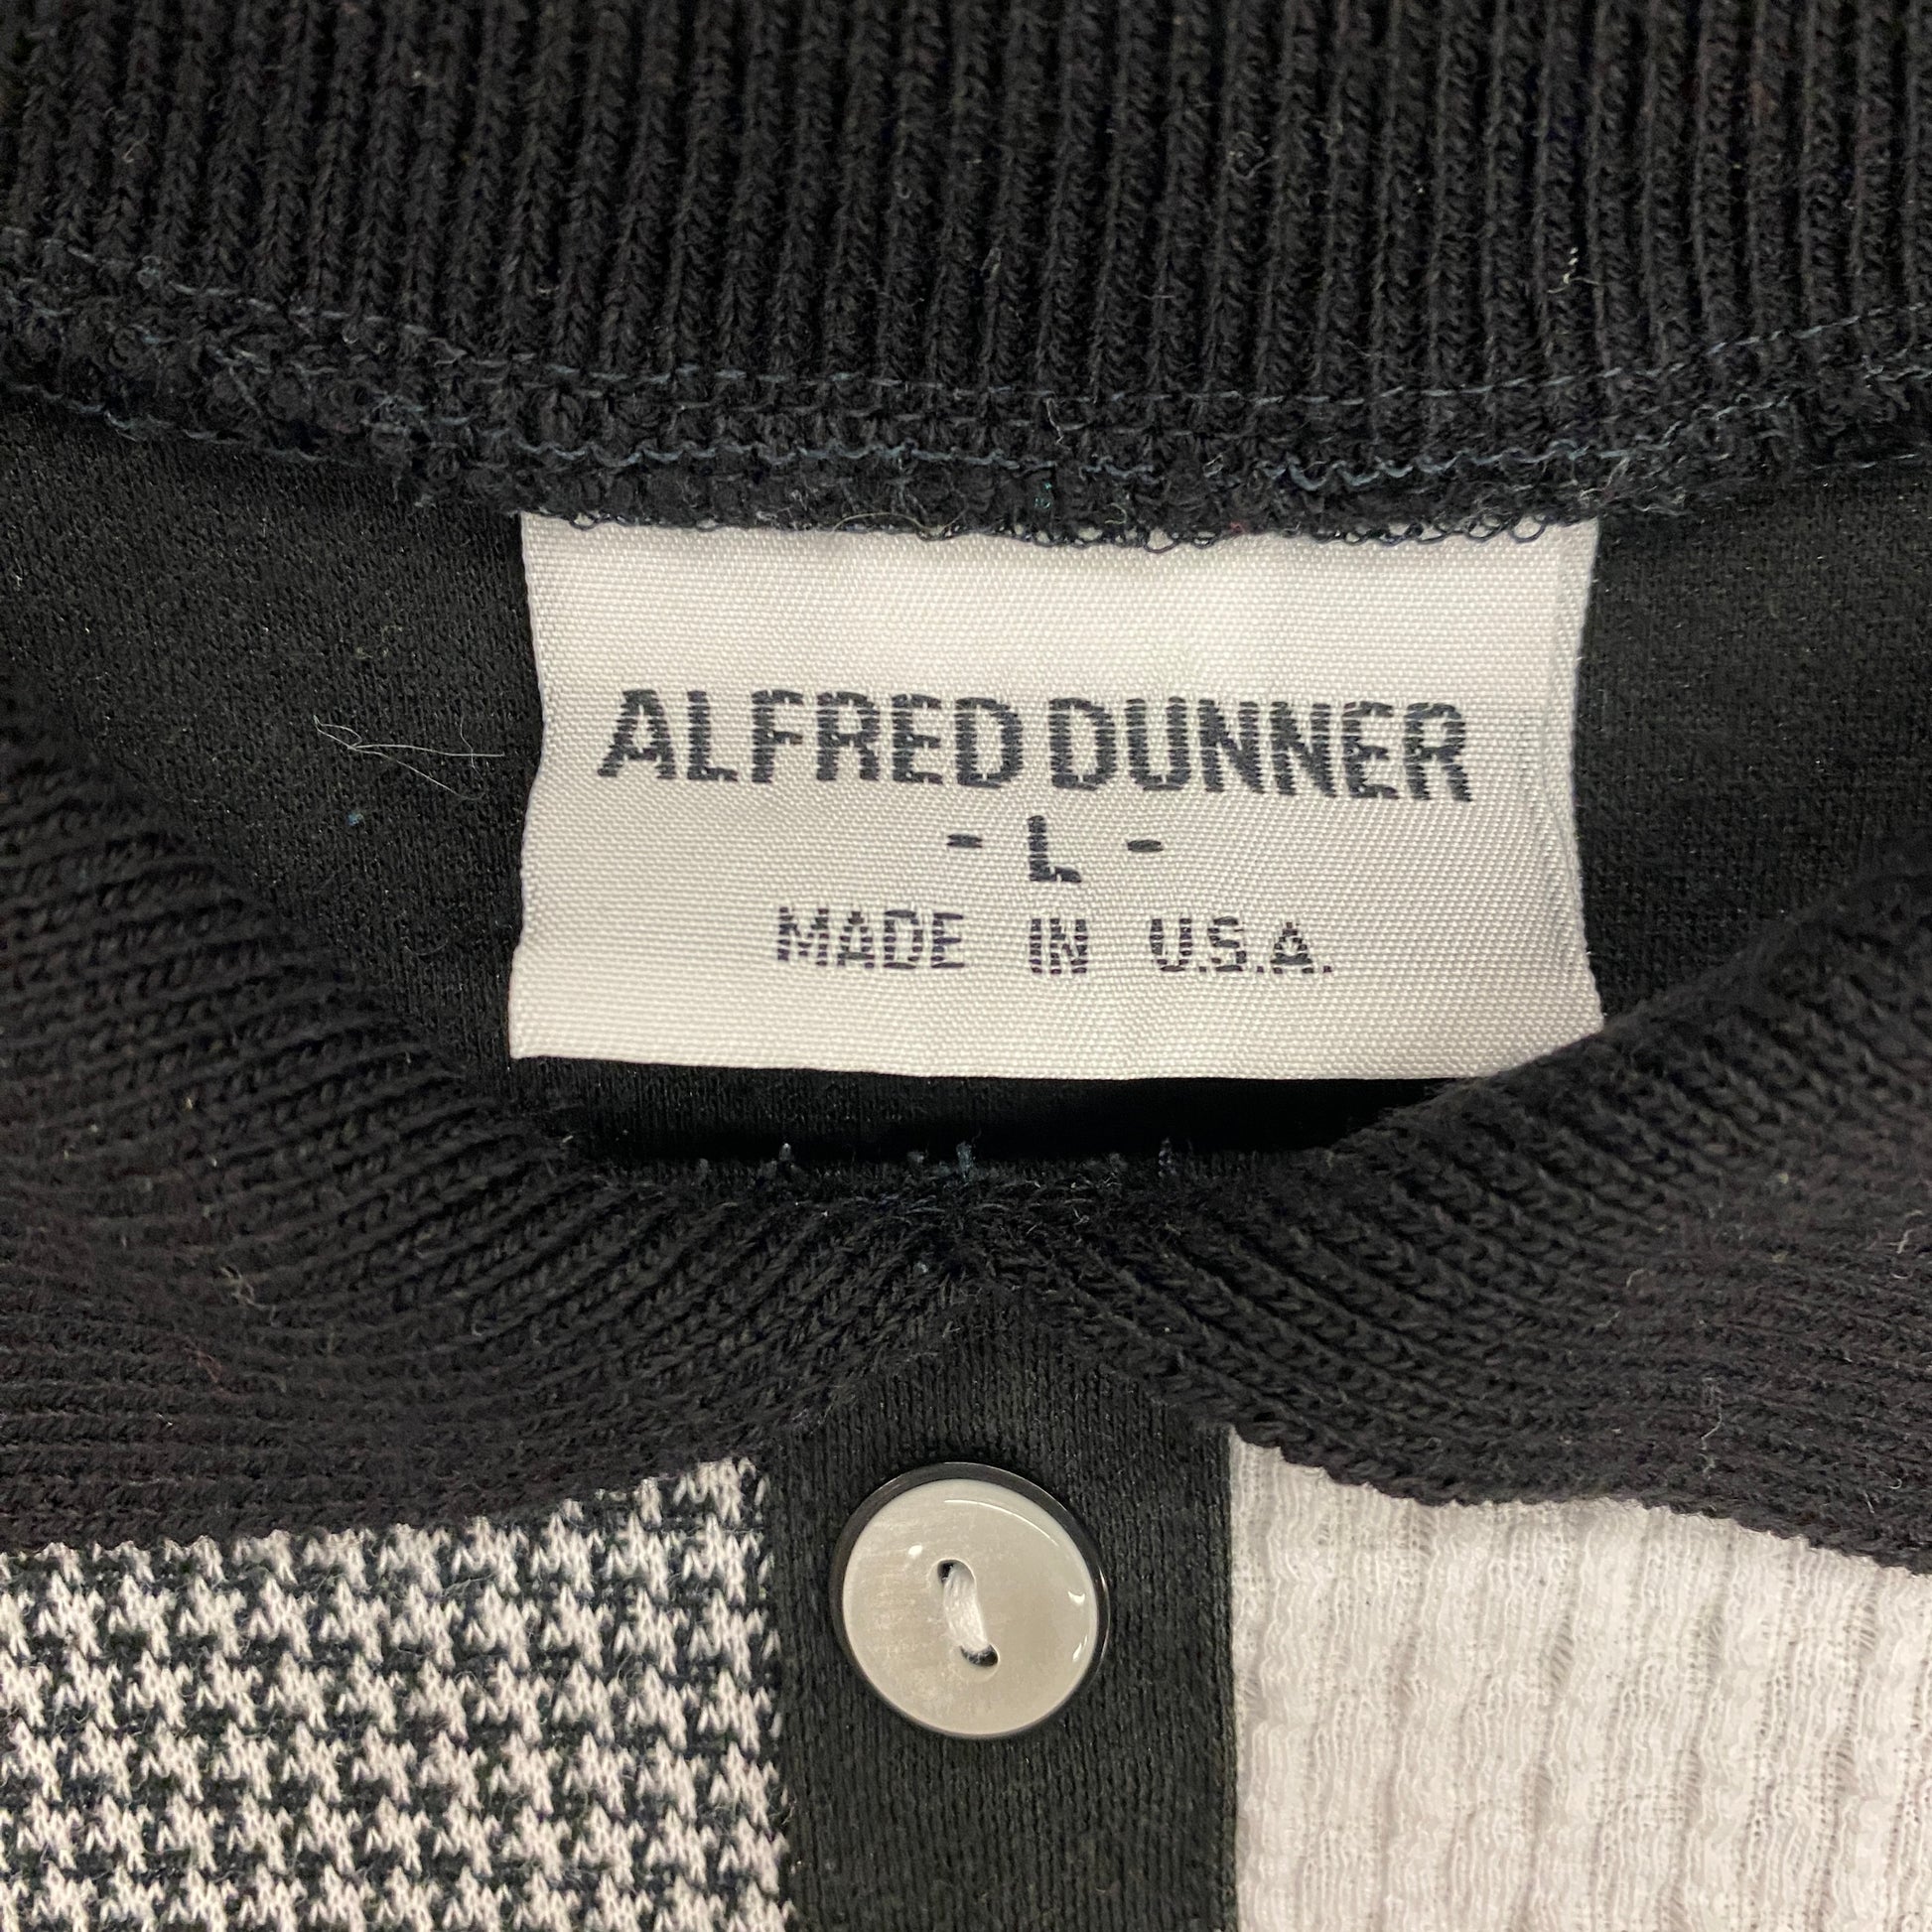 ALFRED DUNNER
- L -
MADE IN U.S.A.